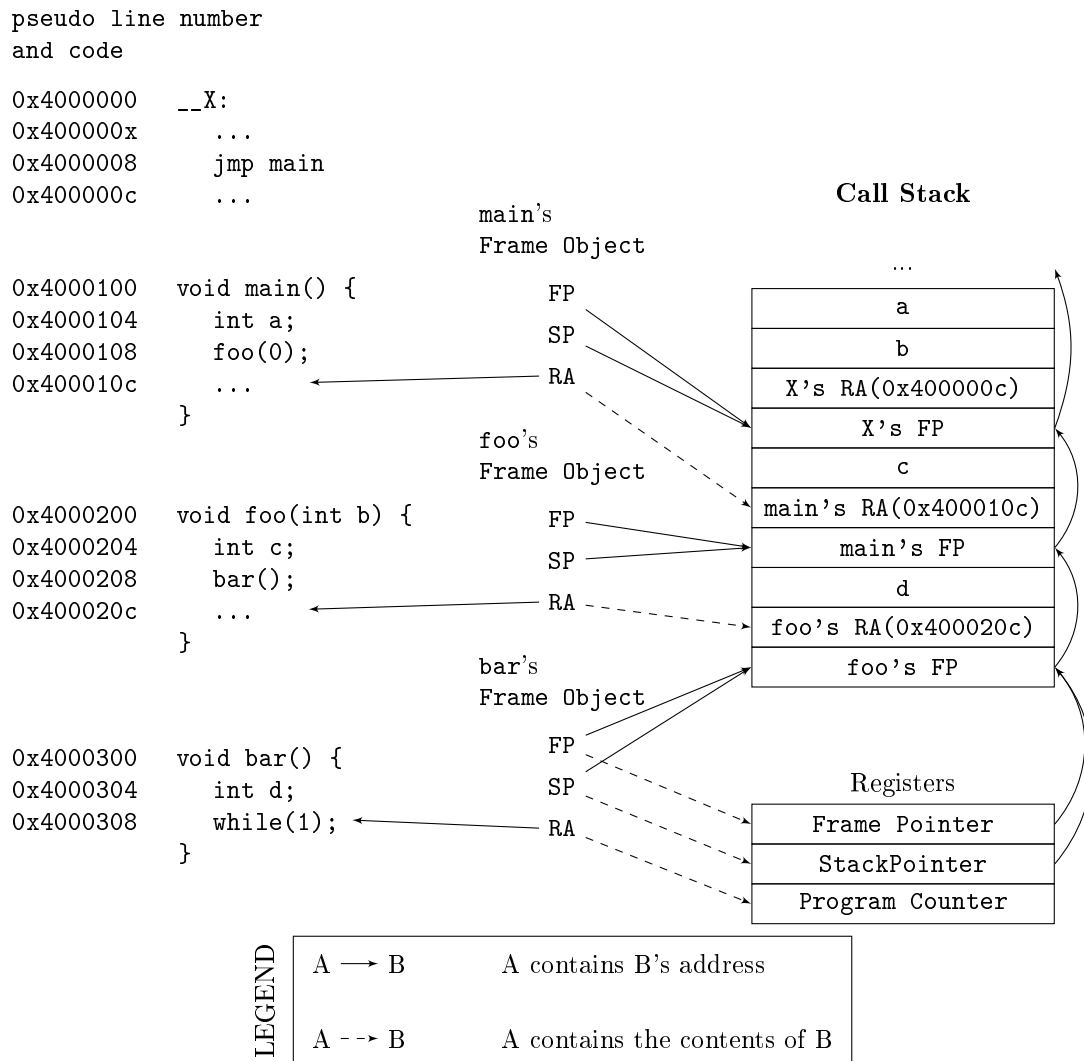 pseudo line number
and code
0x4000000 __X:
0x400000x ...
0x4000008 jmp main
0x400000c ...
main's
Frame Object
0x4000100 void main() {
0x4000104 int a;
0x4000108 foo(0);
0x400010c ...
}
FP
SP
RA
foo's
Frame Object
0x4000200 void foo(int b) {
0x4000204 int c;
0x4000208 bar();
0x400020c ...
}
FP
SP
RA
bar's
Frame Object
0x4000300 void bar() {
0x4000304 int d;
0x4000308 while(1);
}
FP
SP
RA
Call Stack
...
a
b
X's RA(0x400000c)
X's FP
c
main's RA(0x400010c)
main's FP
d
foo's RA(0x400020c)
foo's FP
Registers
Frame Pointer
StackPointer
Program Counter
LEGEND
A B A contains B's address
A B A contains the contents of B